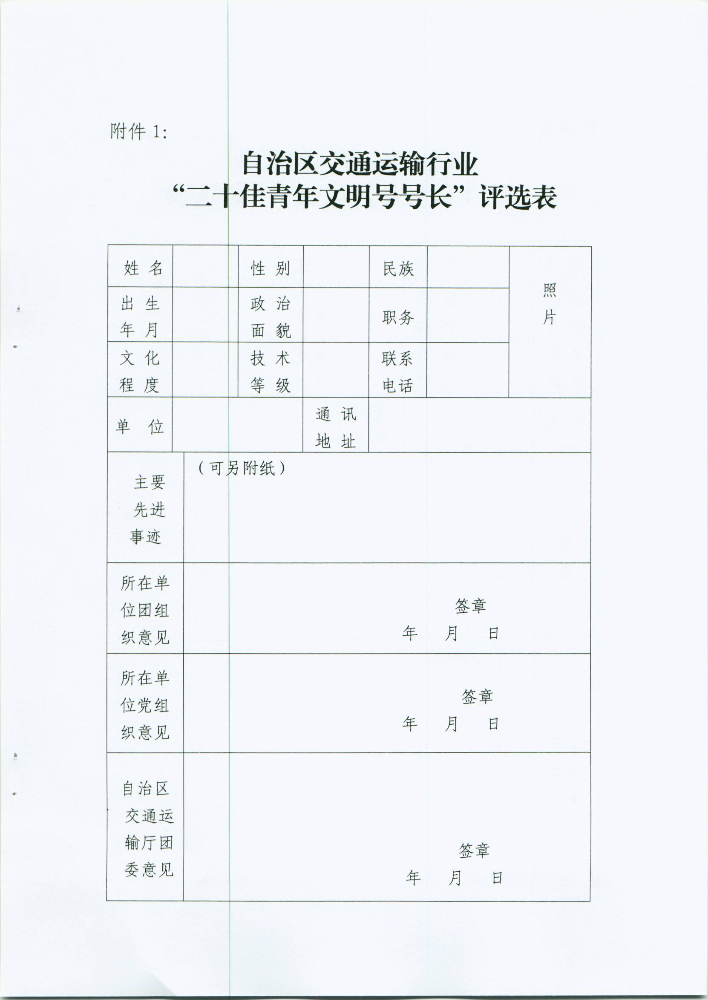 附件 1:
自治区交通运输行业
“二十佳青年文明号号长”评选表
姓 名 性 别 民族
照
片
出 生
年 月
政 治
面 貌
职务
文 化
程 度
技 术
等 级
联系
电话
单 位
通 讯
地 址
主要
先进
事迹
（可另附纸）
所在单
位团组
织意见
签章
年 月 日
所在单
位党组
织意见
签章
年 月 日
自治区
交通运
输厅团
委意见
签章
年 月 日